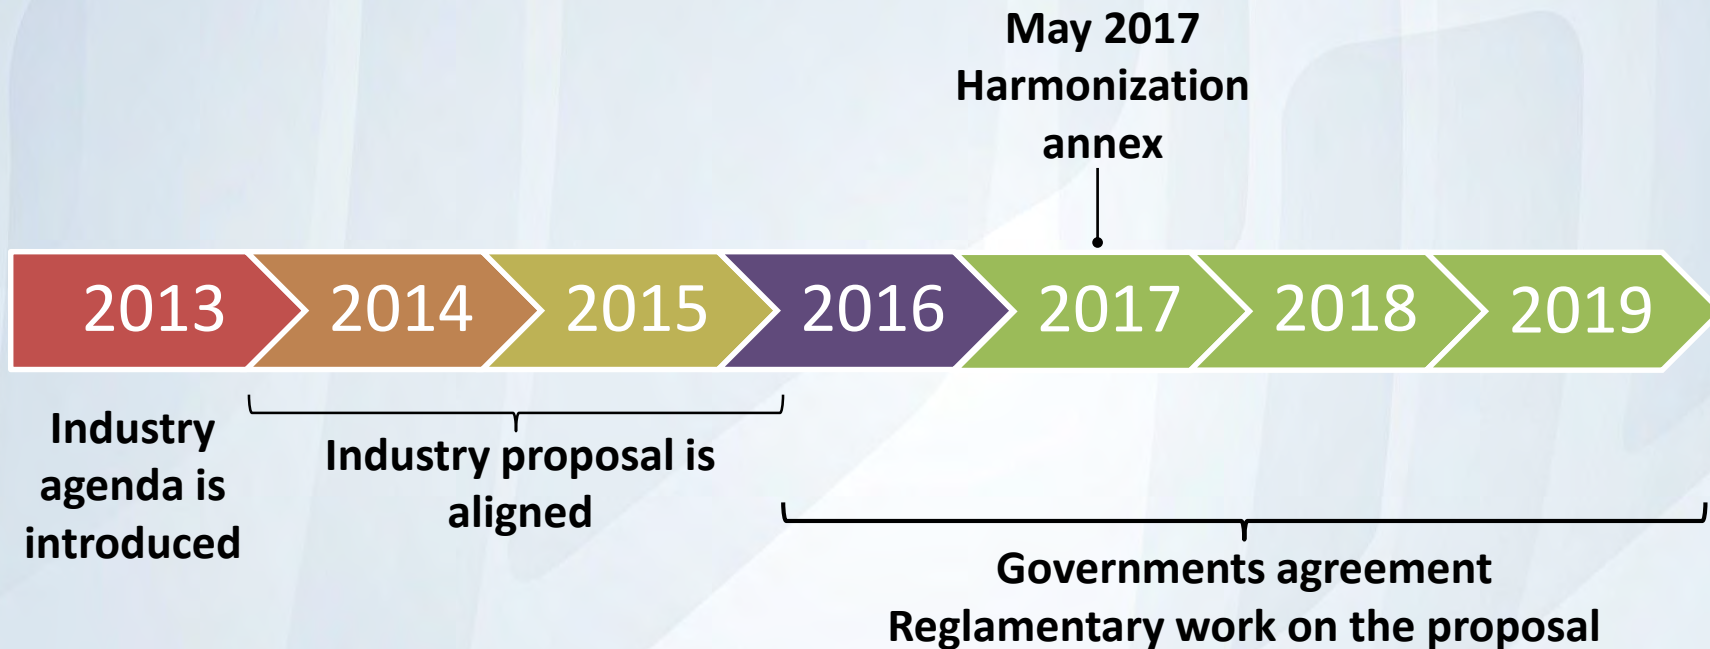 May 2017
Harmonization
annex
2013
2014
2015
2016
2017
2018
2019
Industry
agenda is
introduced
Industry proposal is
aligned
Governments agreement
Reglamentary work on the proposal